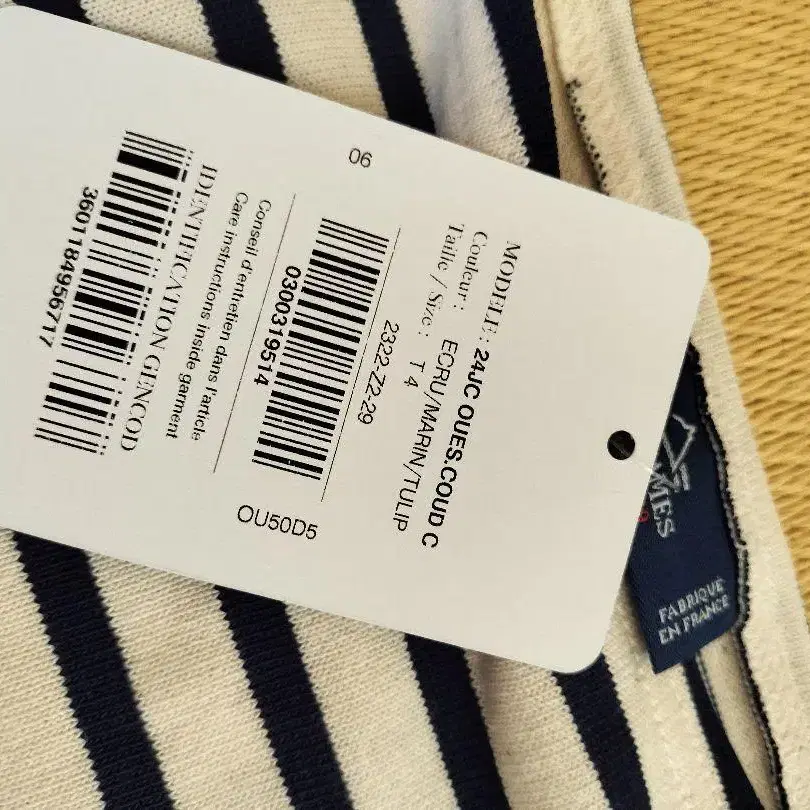 MODELE : 24JC OUES.COUD C
Couleur : ECRU/MARIN/TULIP
Taille / Size : T 4
2322-Z2-29
0300319514
06
OU50D5
Conseil d'entretien dans l'article
Care instructions inside garment
IDENTIFICATION GENCOD
3601184956717
FABRIQUÉ
EN FRANCE